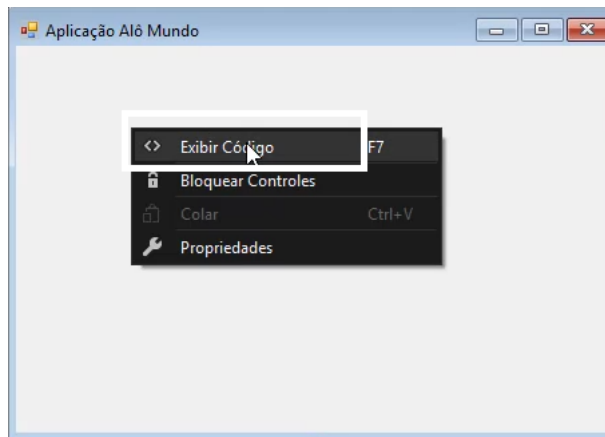 Aplicação Alô Mundo
Exibir Código F7
Bloquear Controles
Colar Ctrl+V
Propriedades